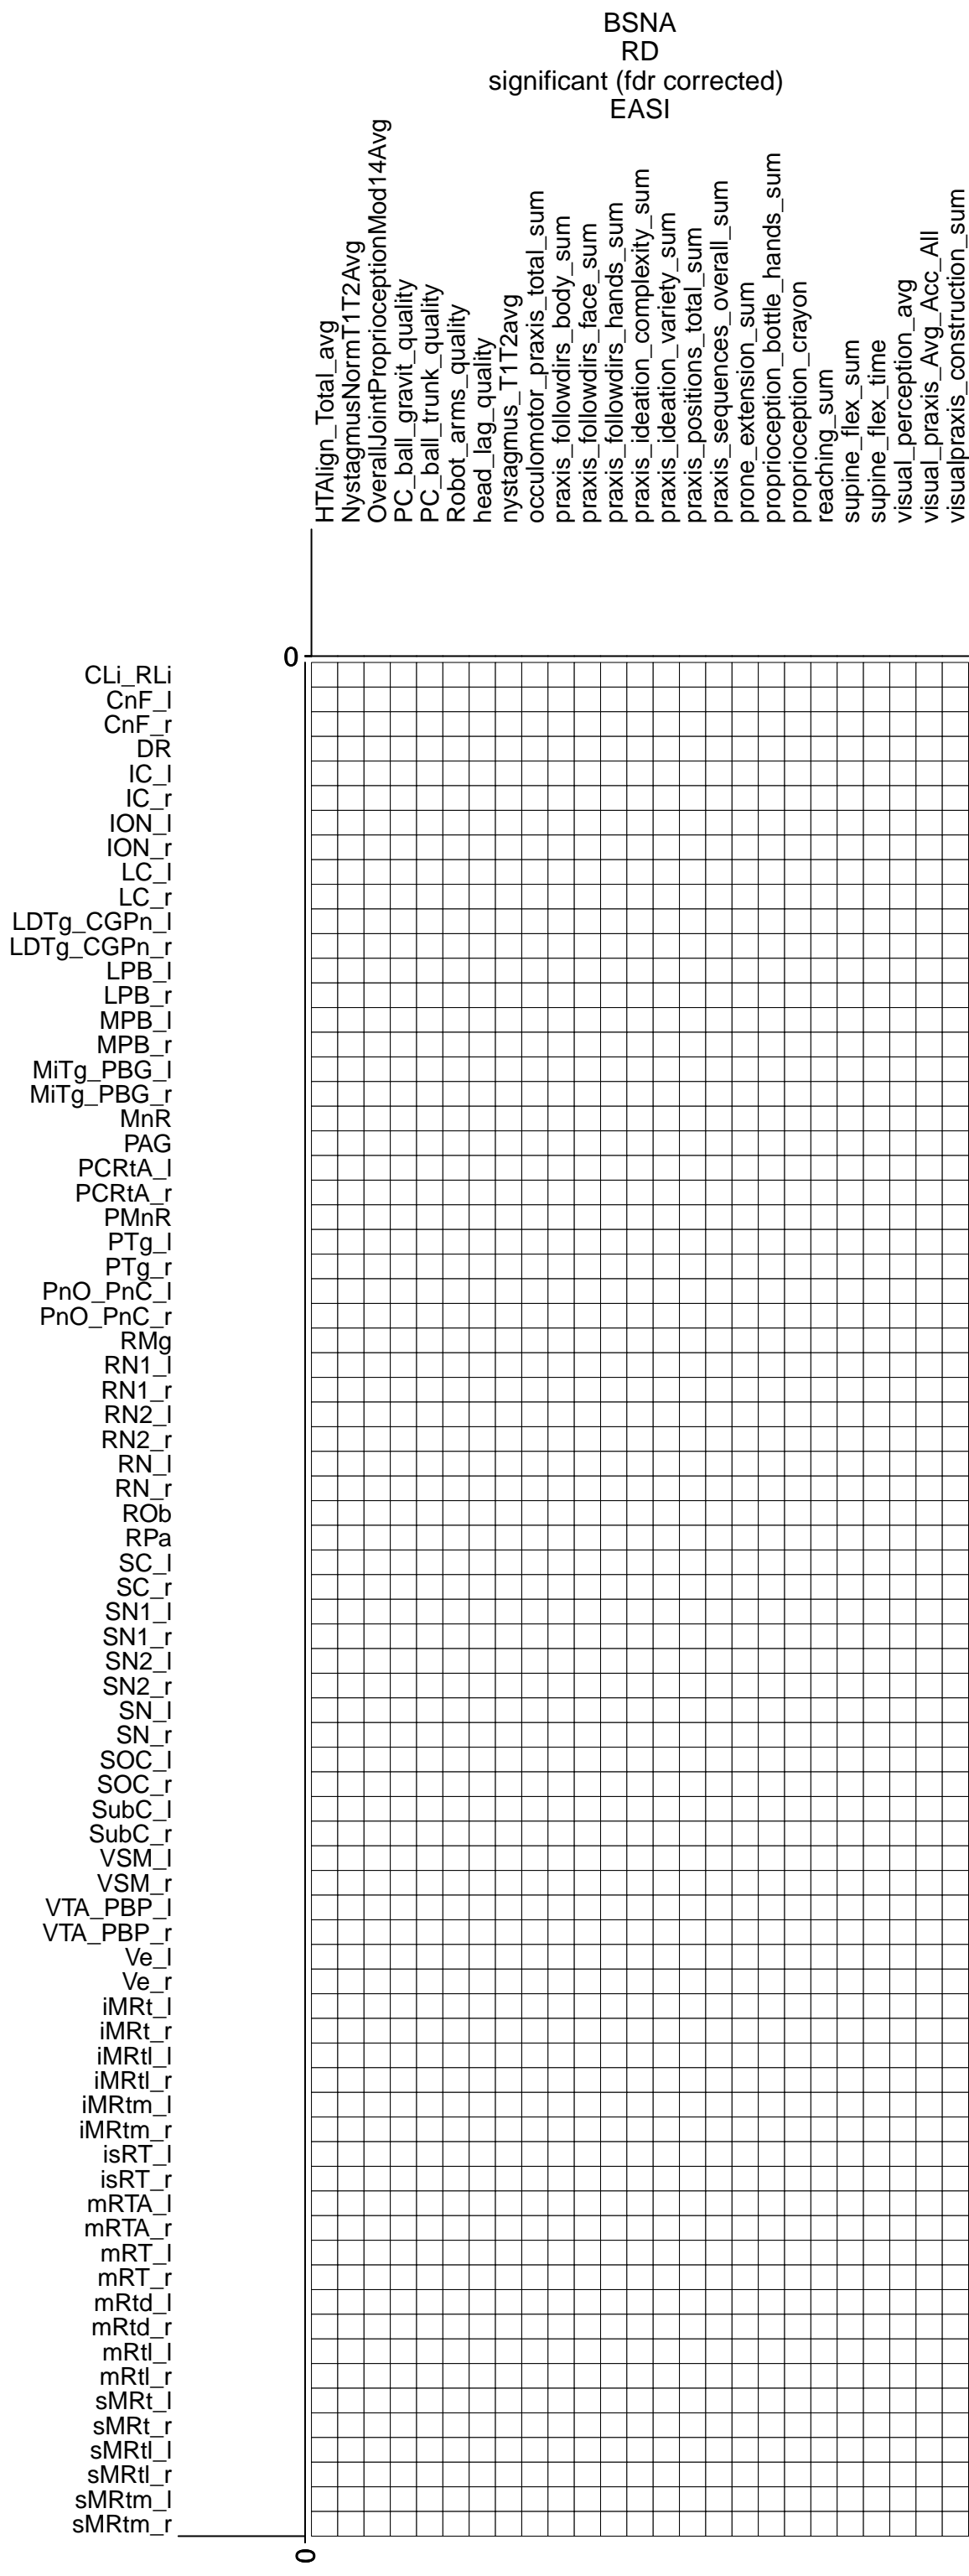 BSNA
RD
significant (fdr corrected)
EASI
HTAlign_Total_avg
NystagmusNormT1T2Avg
OverallJointProprioceptionMod14Avg
PC_ball_gravit_quality
PC_ball_trunk_quality
Robot_arms_quality
head_lag_quality
nystagmus_T1T2avg
occulomotor_praxis_total_sum
praxis_followdirs_body_sum
praxis_followdirs_face_sum
praxis_followdirs_hands_sum
praxis_ideation_complexity_sum
praxis_ideation_variety_sum
praxis_positions_total_sum
praxis_sequences_overall_sum
prone_extension_sum
proprioception_bottle_hands_sum
proprioception_crayon
reaching_sum
supine_flex_sum
supine_flex_time
visual_perception_avg
visual_praxis_Avg_Acc_All
visualpraxis_construction_sum
0
CLi_RLi
CnF_l
CnF_r
DR
IC_l
IC_r
ION_l
ION_r
LC_l
LC_r
LDTg_CGPn_l
LDTg_CGPn_r
LPB_l
LPB_r
MPB_l
MPB_r
MiTg_PBG_l
MiTg_PBG_r
MnR
PAG
PCRtA_l
PCRtA_r
PMnR
PTg_l
PTg_r
PnO_PnC_l
PnO_PnC_r
RMg
RN1_l
RN1_r
RN2_l
RN2_r
RN_l
RN_r
ROb
RPa
SC_l
SC_r
SN1_l
SN1_r
SN2_l
SN2_r
SN_l
SN_r
SOC_l
SOC_r
SubC_l
SubC_r
VSM_l
VSM_r
VTA_PBP_l
VTA_PBP_r
Ve_l
Ve_r
iMRt_l
iMRt_r
iMRtl_l
iMRtl_r
iMRtm_l
iMRtm_r
isRT_l
isRT_r
mRTA_l
mRTA_r
mRT_l
mRT_r
mRtd_l
mRtd_r
mRtl_l
mRtl_r
sMRt_l
sMRt_r
sMRtl_l
sMRtl_r
sMRtm_l
sMRtm_r
0